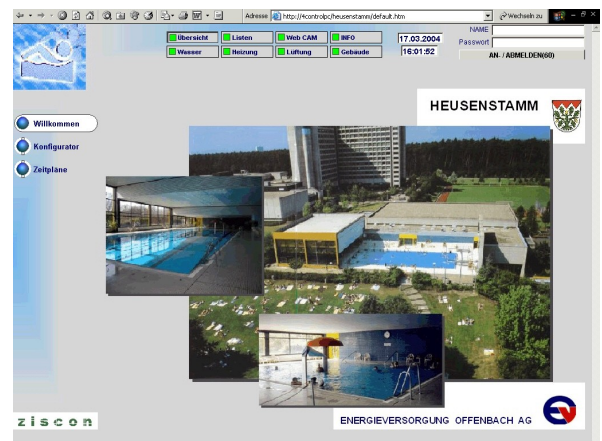 Adresse http://4controlpc/heusenstamm/default.htm Wechseln zu
Übersicht Listen Web CAM INFO 17.03.2004 NAME
Wasser Heizung Lüftung Gebäude 16:01:52 Passwort
AN- / ABMELDEN(60)
HEUSENSTAMM
Willkommen
Konfigurator
Zeitpläne
ziscon
ENERGIEVERSORGUNG OFFENBACH AG